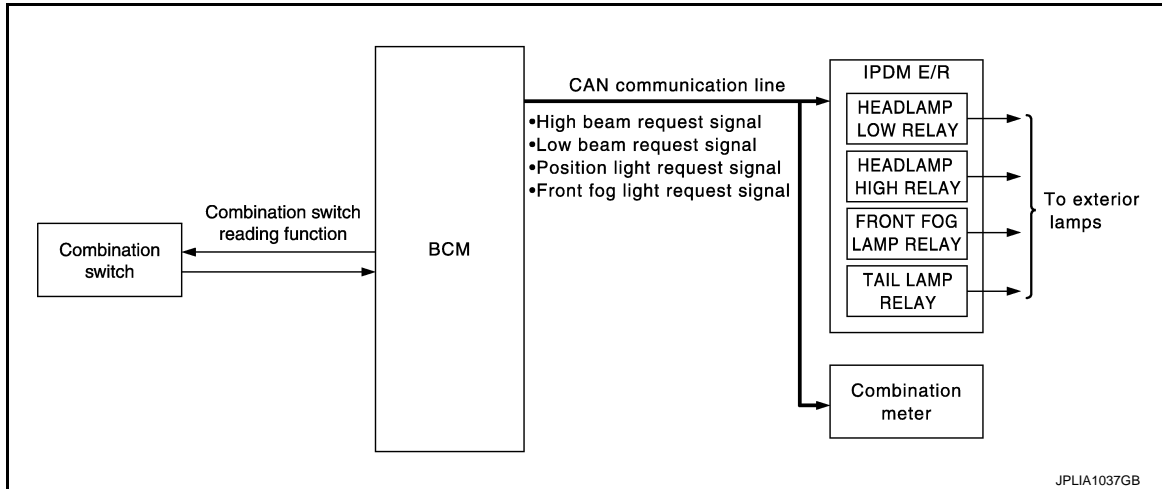 IPDM E/R
CAN communication line
HEADLAMP
LOW RELAY
•High beam request signal
•Low beam request signal
•Position light request signal
•Front fog light request signal
HEADLAMP
HIGH RELAY
To exterior
lamps
Combination switch
reading function
FRONT FOG
LAMP RELAY
Combination
switch
BCM
TAIL LAMP
RELAY
Combination
meter
JPLIA1037GB